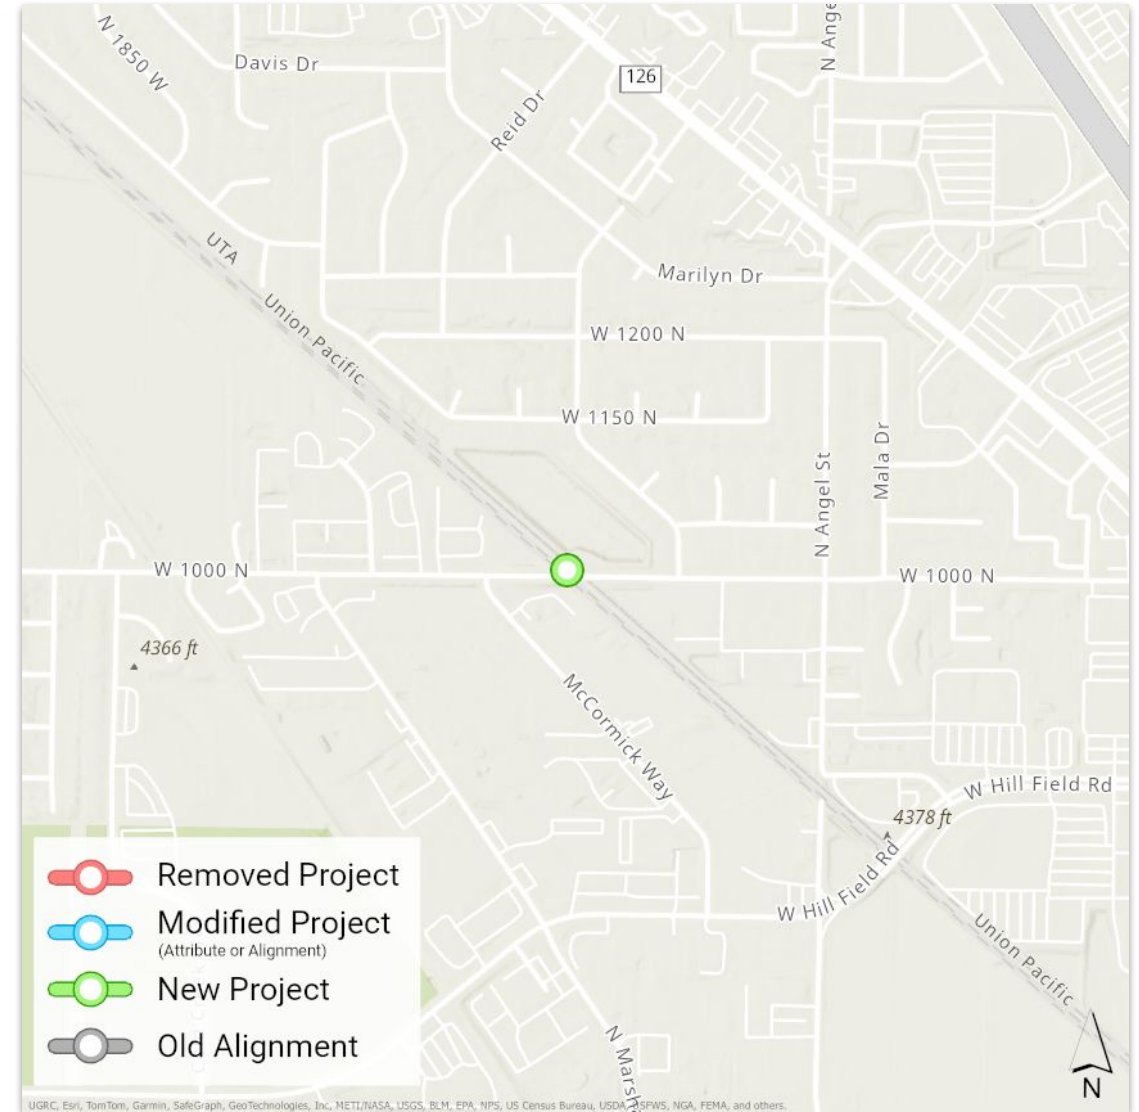 N Ange
N 1850 W
Davis Dr
126
Reid Dr
UTA
Marilyn Dr
Union Pacific
W 1200 N
W 1150 N
Mala Dr
N Angel St
W 1000 N
W 1000 N
4366 ft
McCormick Way
W Hill Field Rd
4378 ft
W Hill Field Rd
Union Pacific
Removed Project
Modified Project
(Attribute or Alignment)
New Project
Old Alignment
N Marsh
N
UGRC, Esri, TomTom, Garmin, SafeGraph, GeoTechnologies, Inc, METI/NASA, USGS, BLM, EPA, NPS, US Census Bureau, USDA, USFWS, NGA, FEMA, and others.